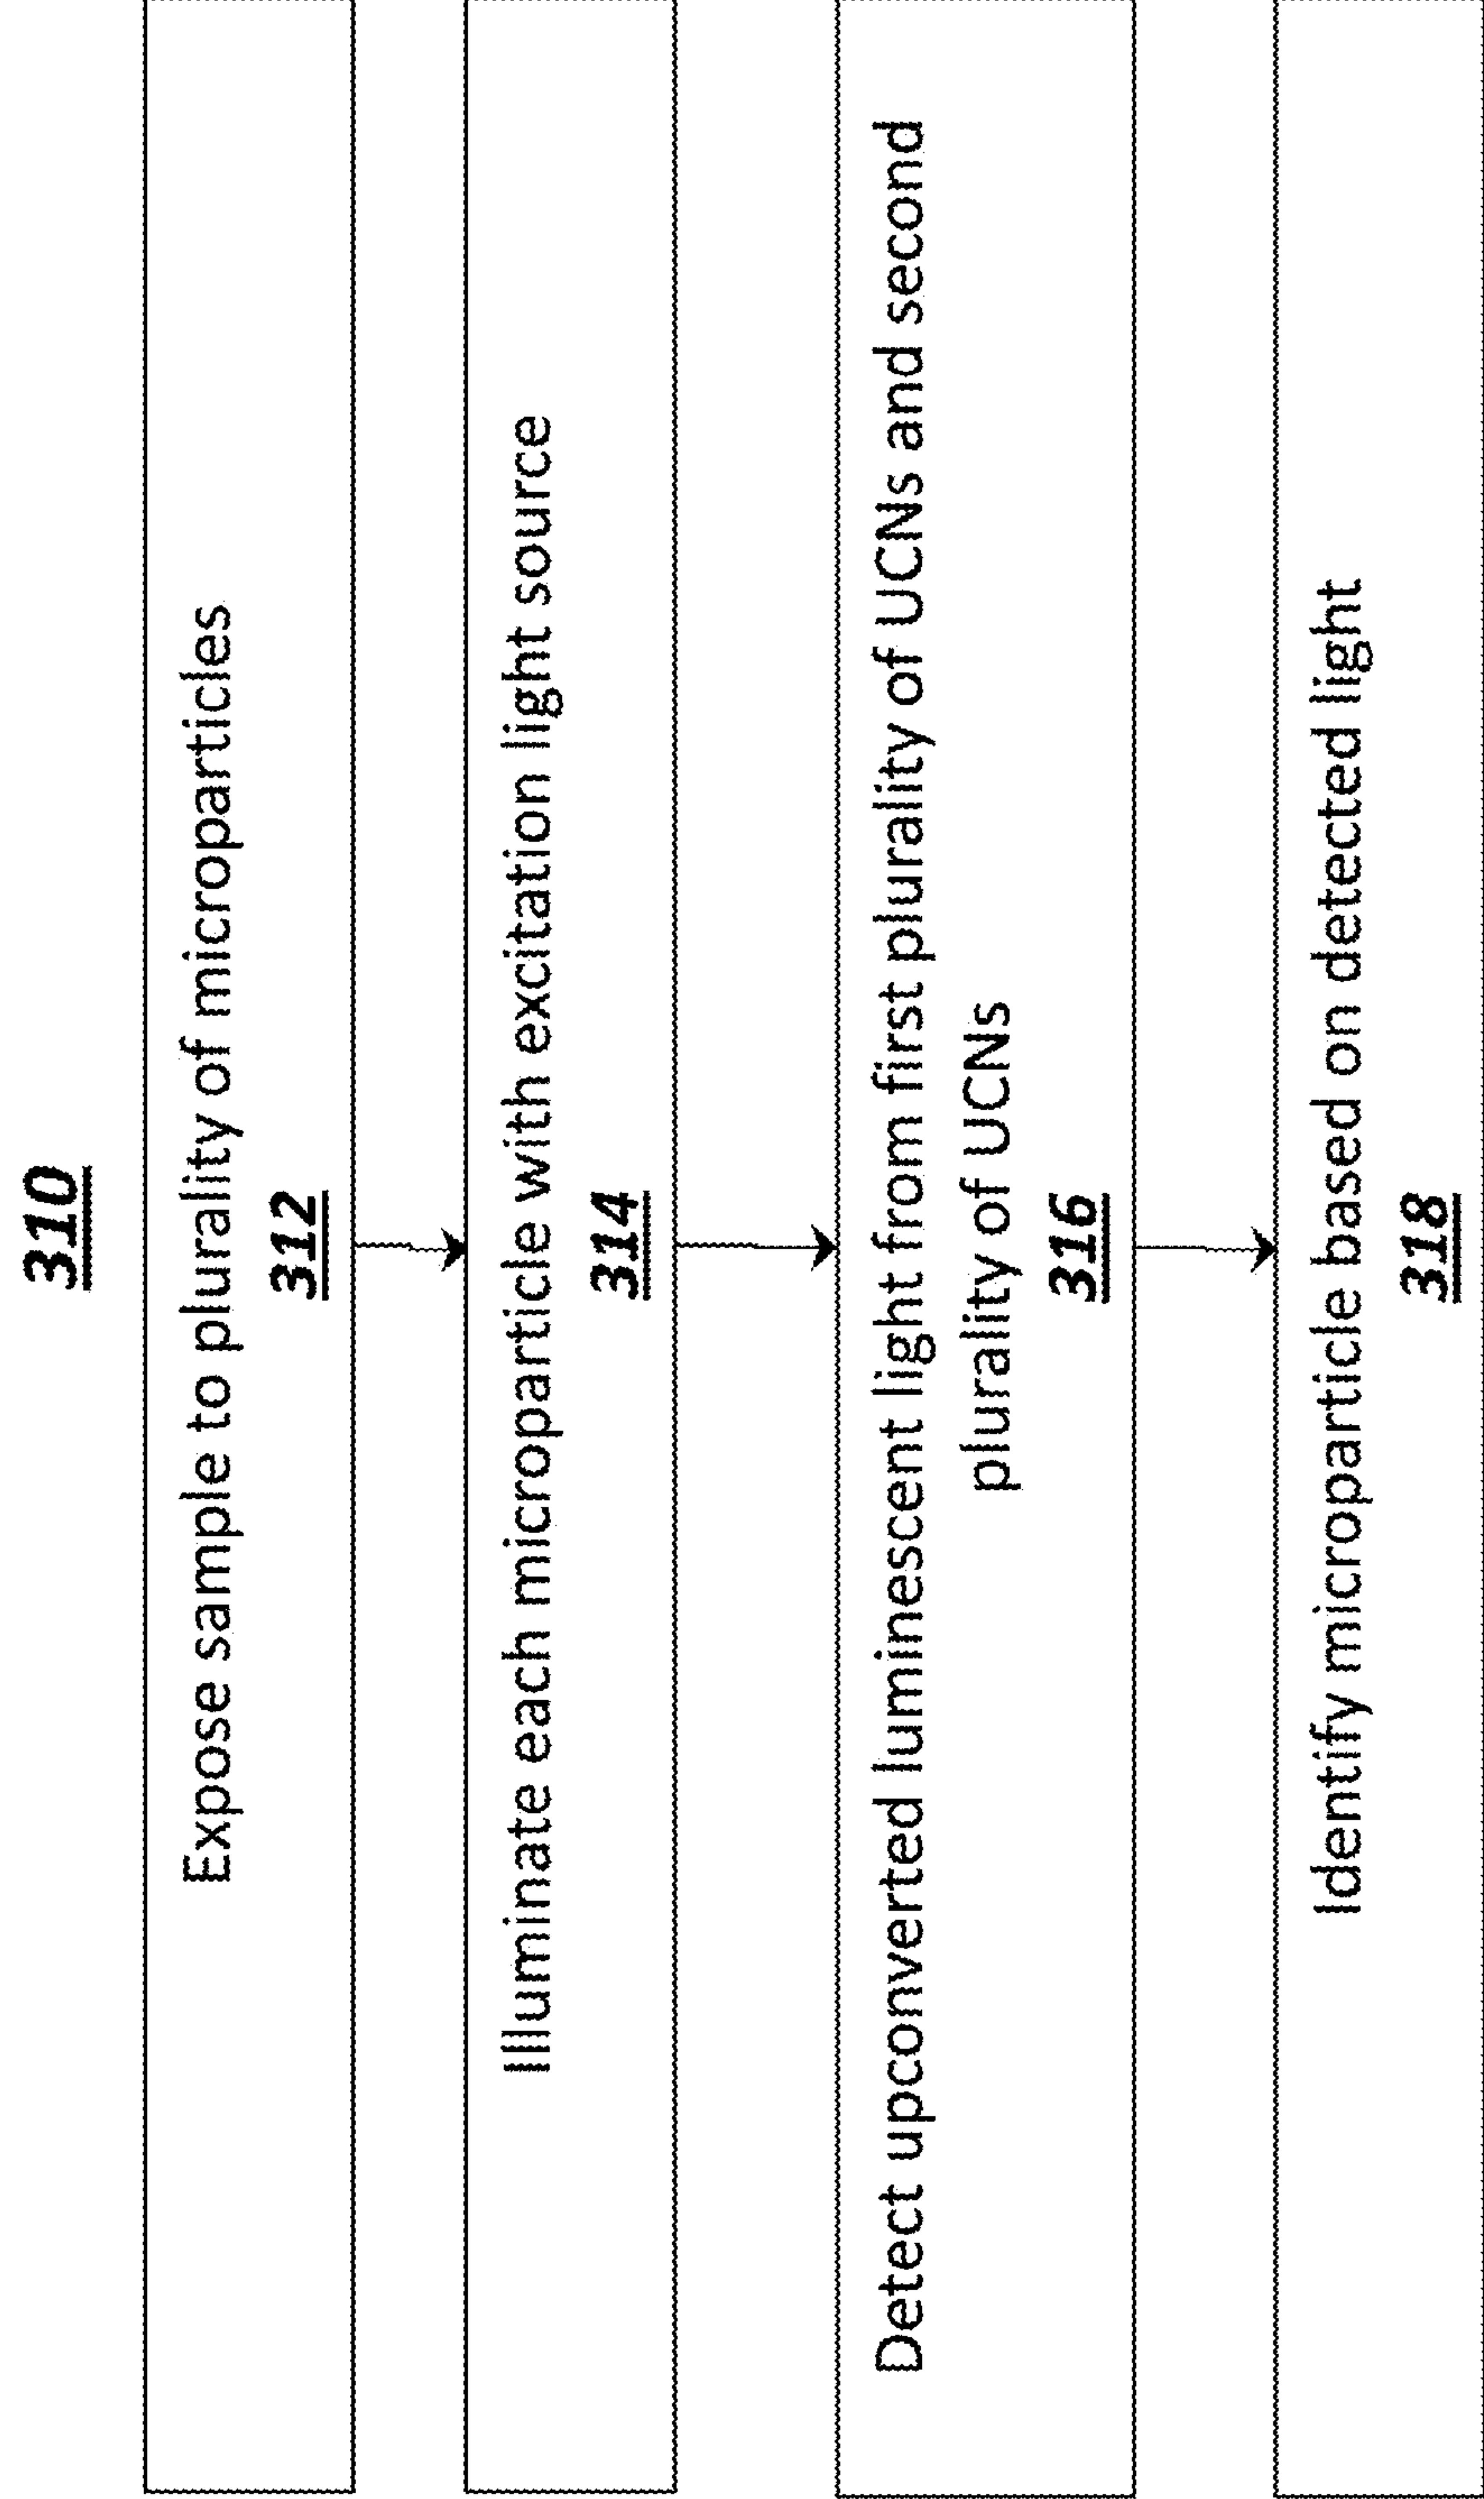 310
Expose sample to plurality of microparticles
312
Illuminate each microparticle with excitation light source
314
Detect upconverted luminescent light from first plurality of UCNs and second
plurality of UCNs
316
Identify microparticle based on detected light
318